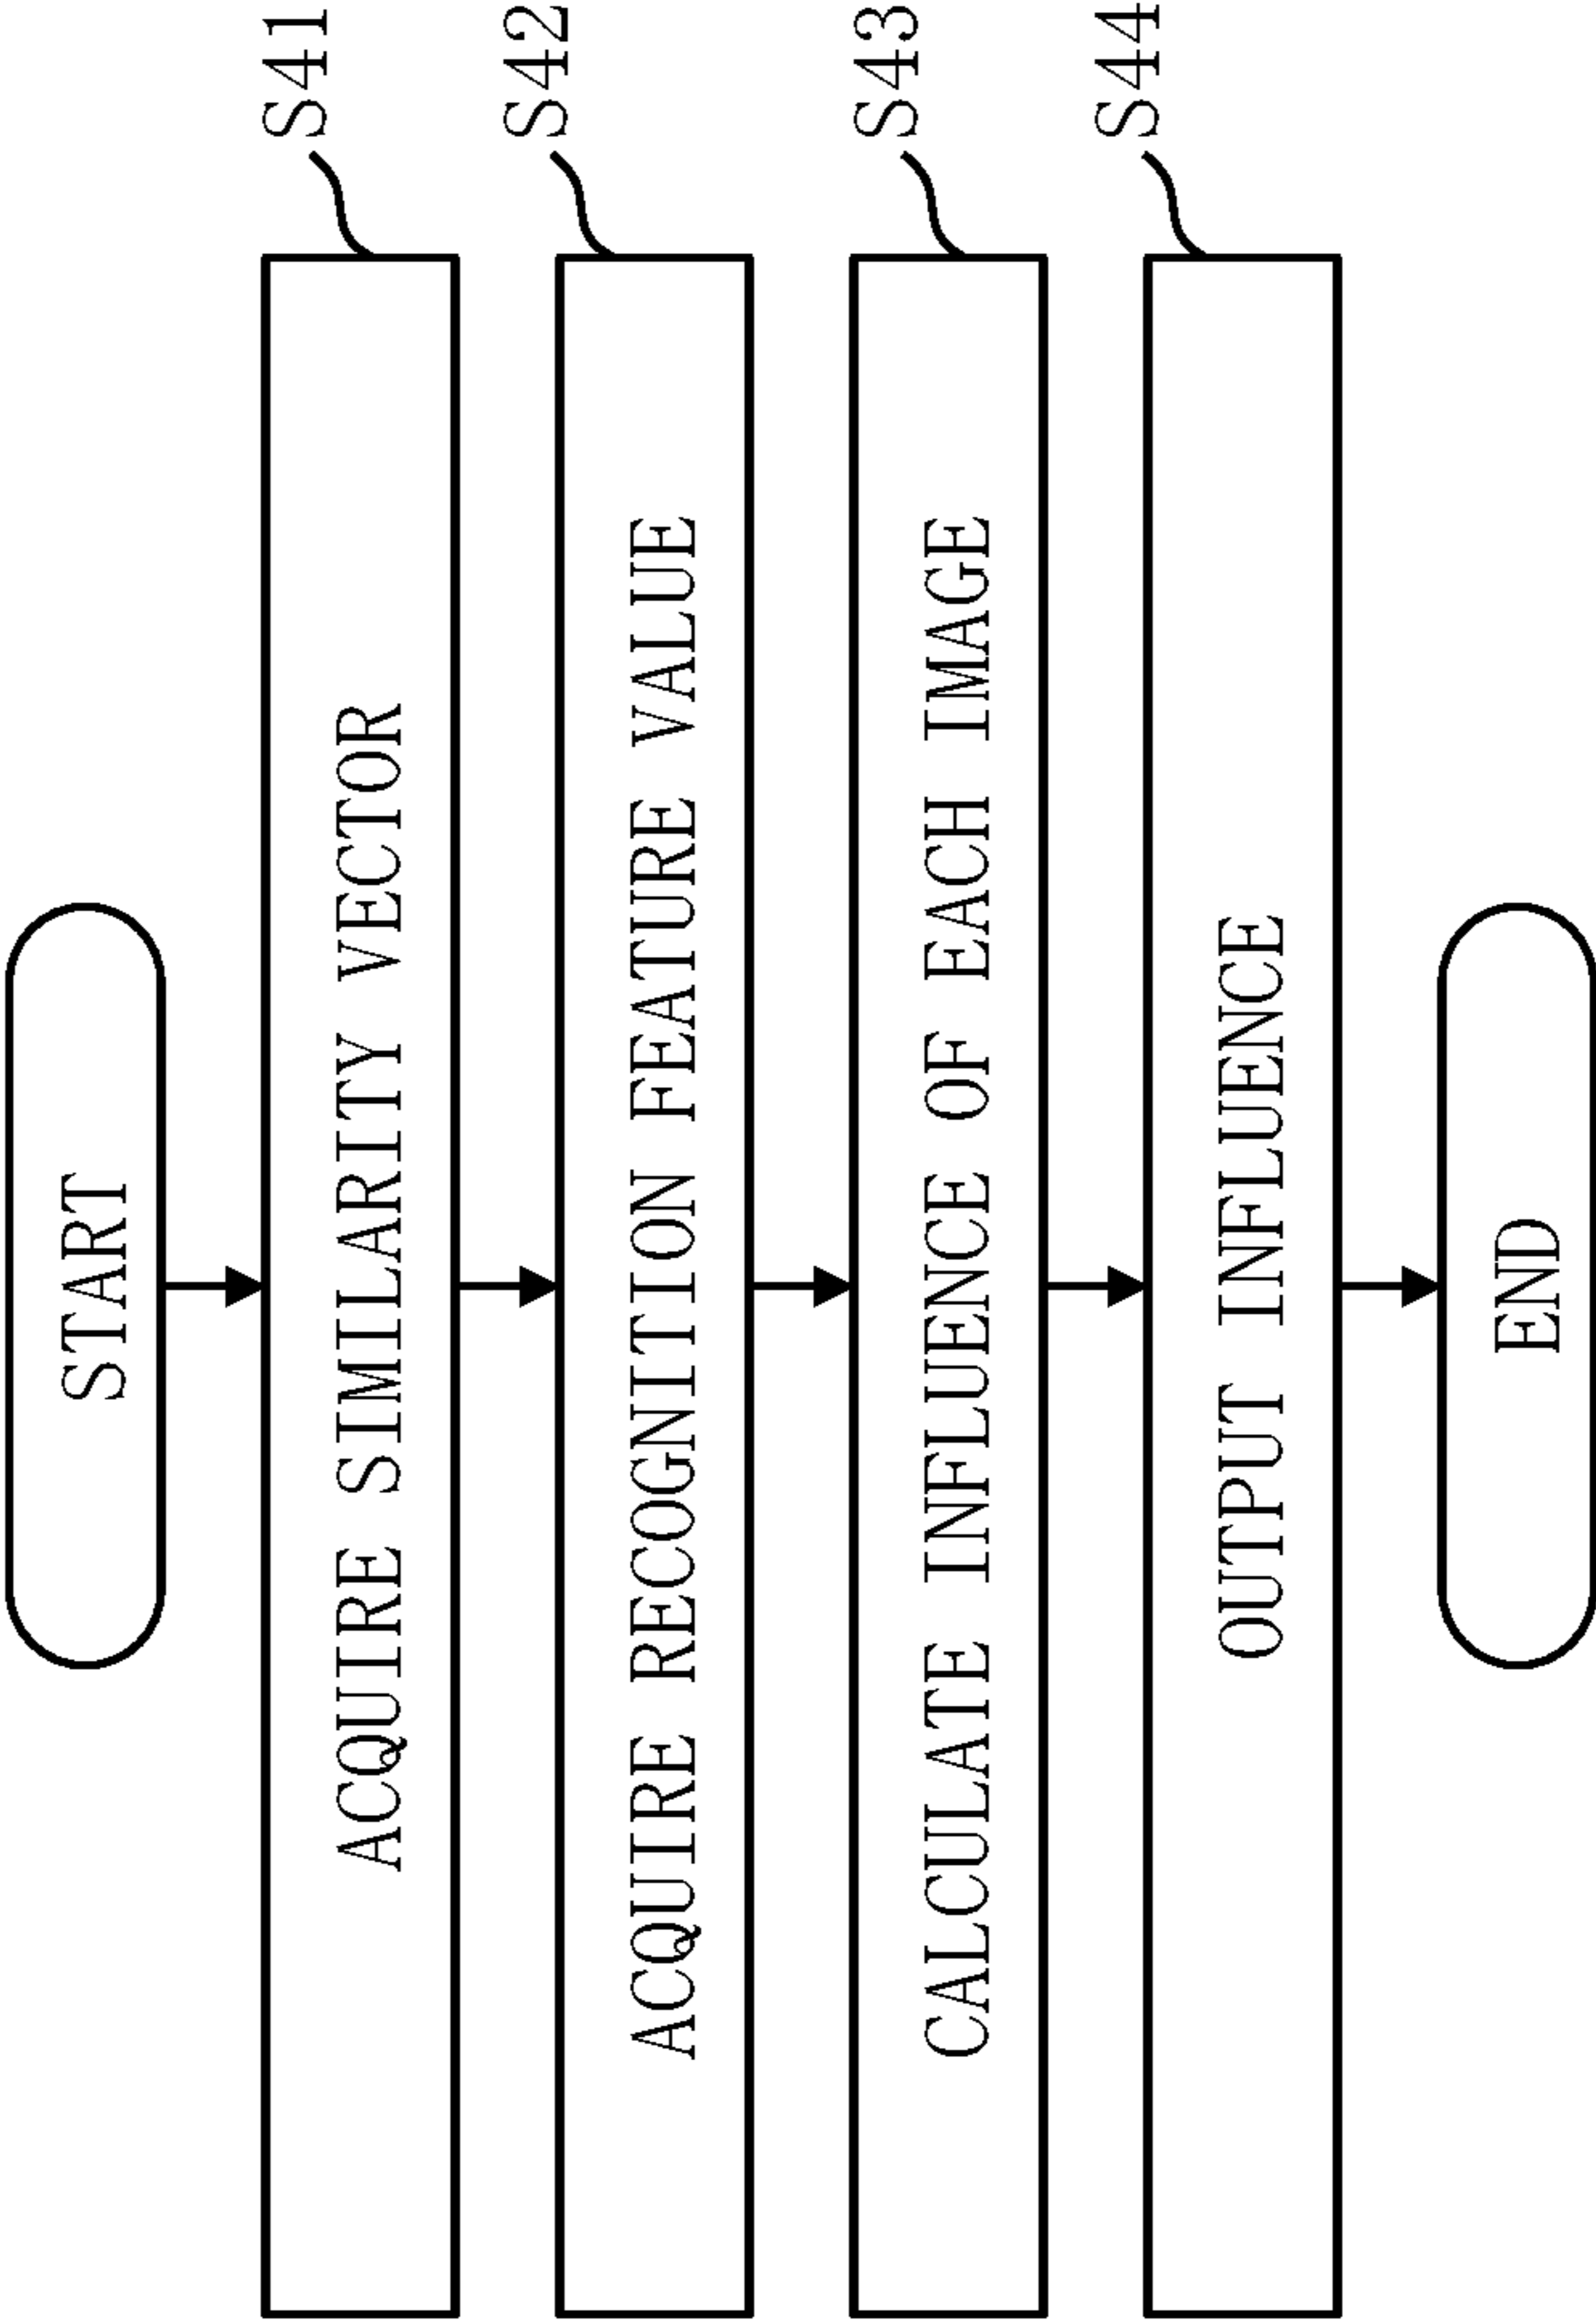 START
ACQUIRE SIMILARITY VECTOR
S41
ACQUIRE RECOGNITION FEATURE VALUE
S42
CALCULATE INFLUENCE OF EACH IMAGE
S43
OUTPUT INFLUENCE
S44
END